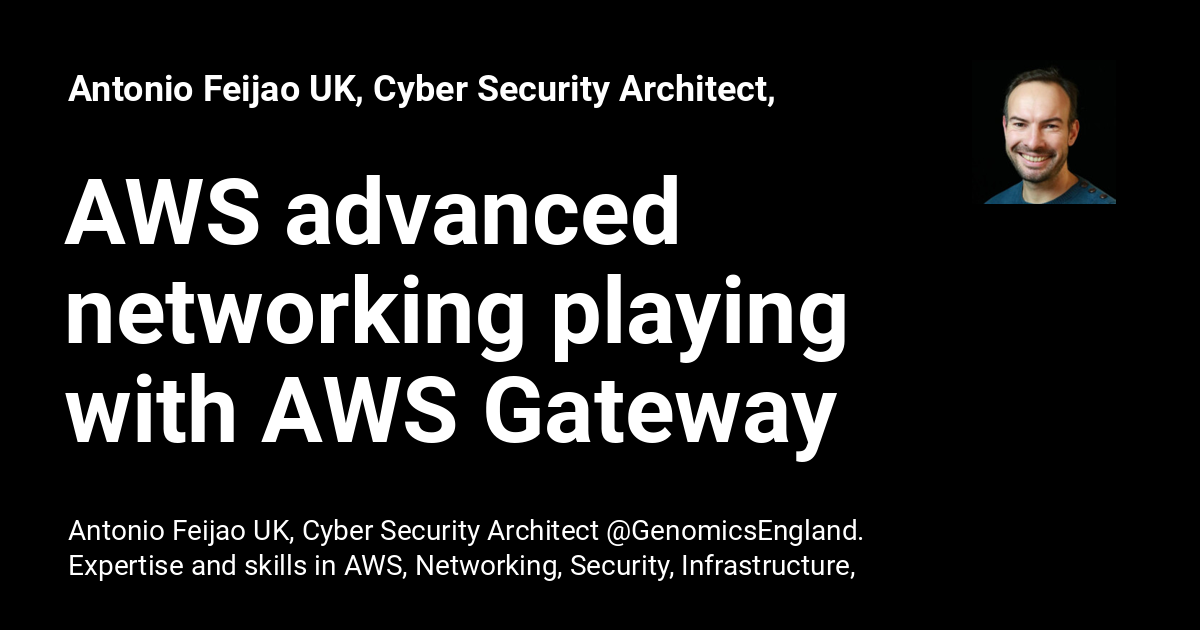 Antonio Feijao UK, Cyber Security Architect,
AWS advanced
networking playing
with AWS Gateway
Antonio Feijao UK, Cyber Security Architect @GenomicsEngland.
Expertise and skills in AWS, Networking, Security, Infrastructure,